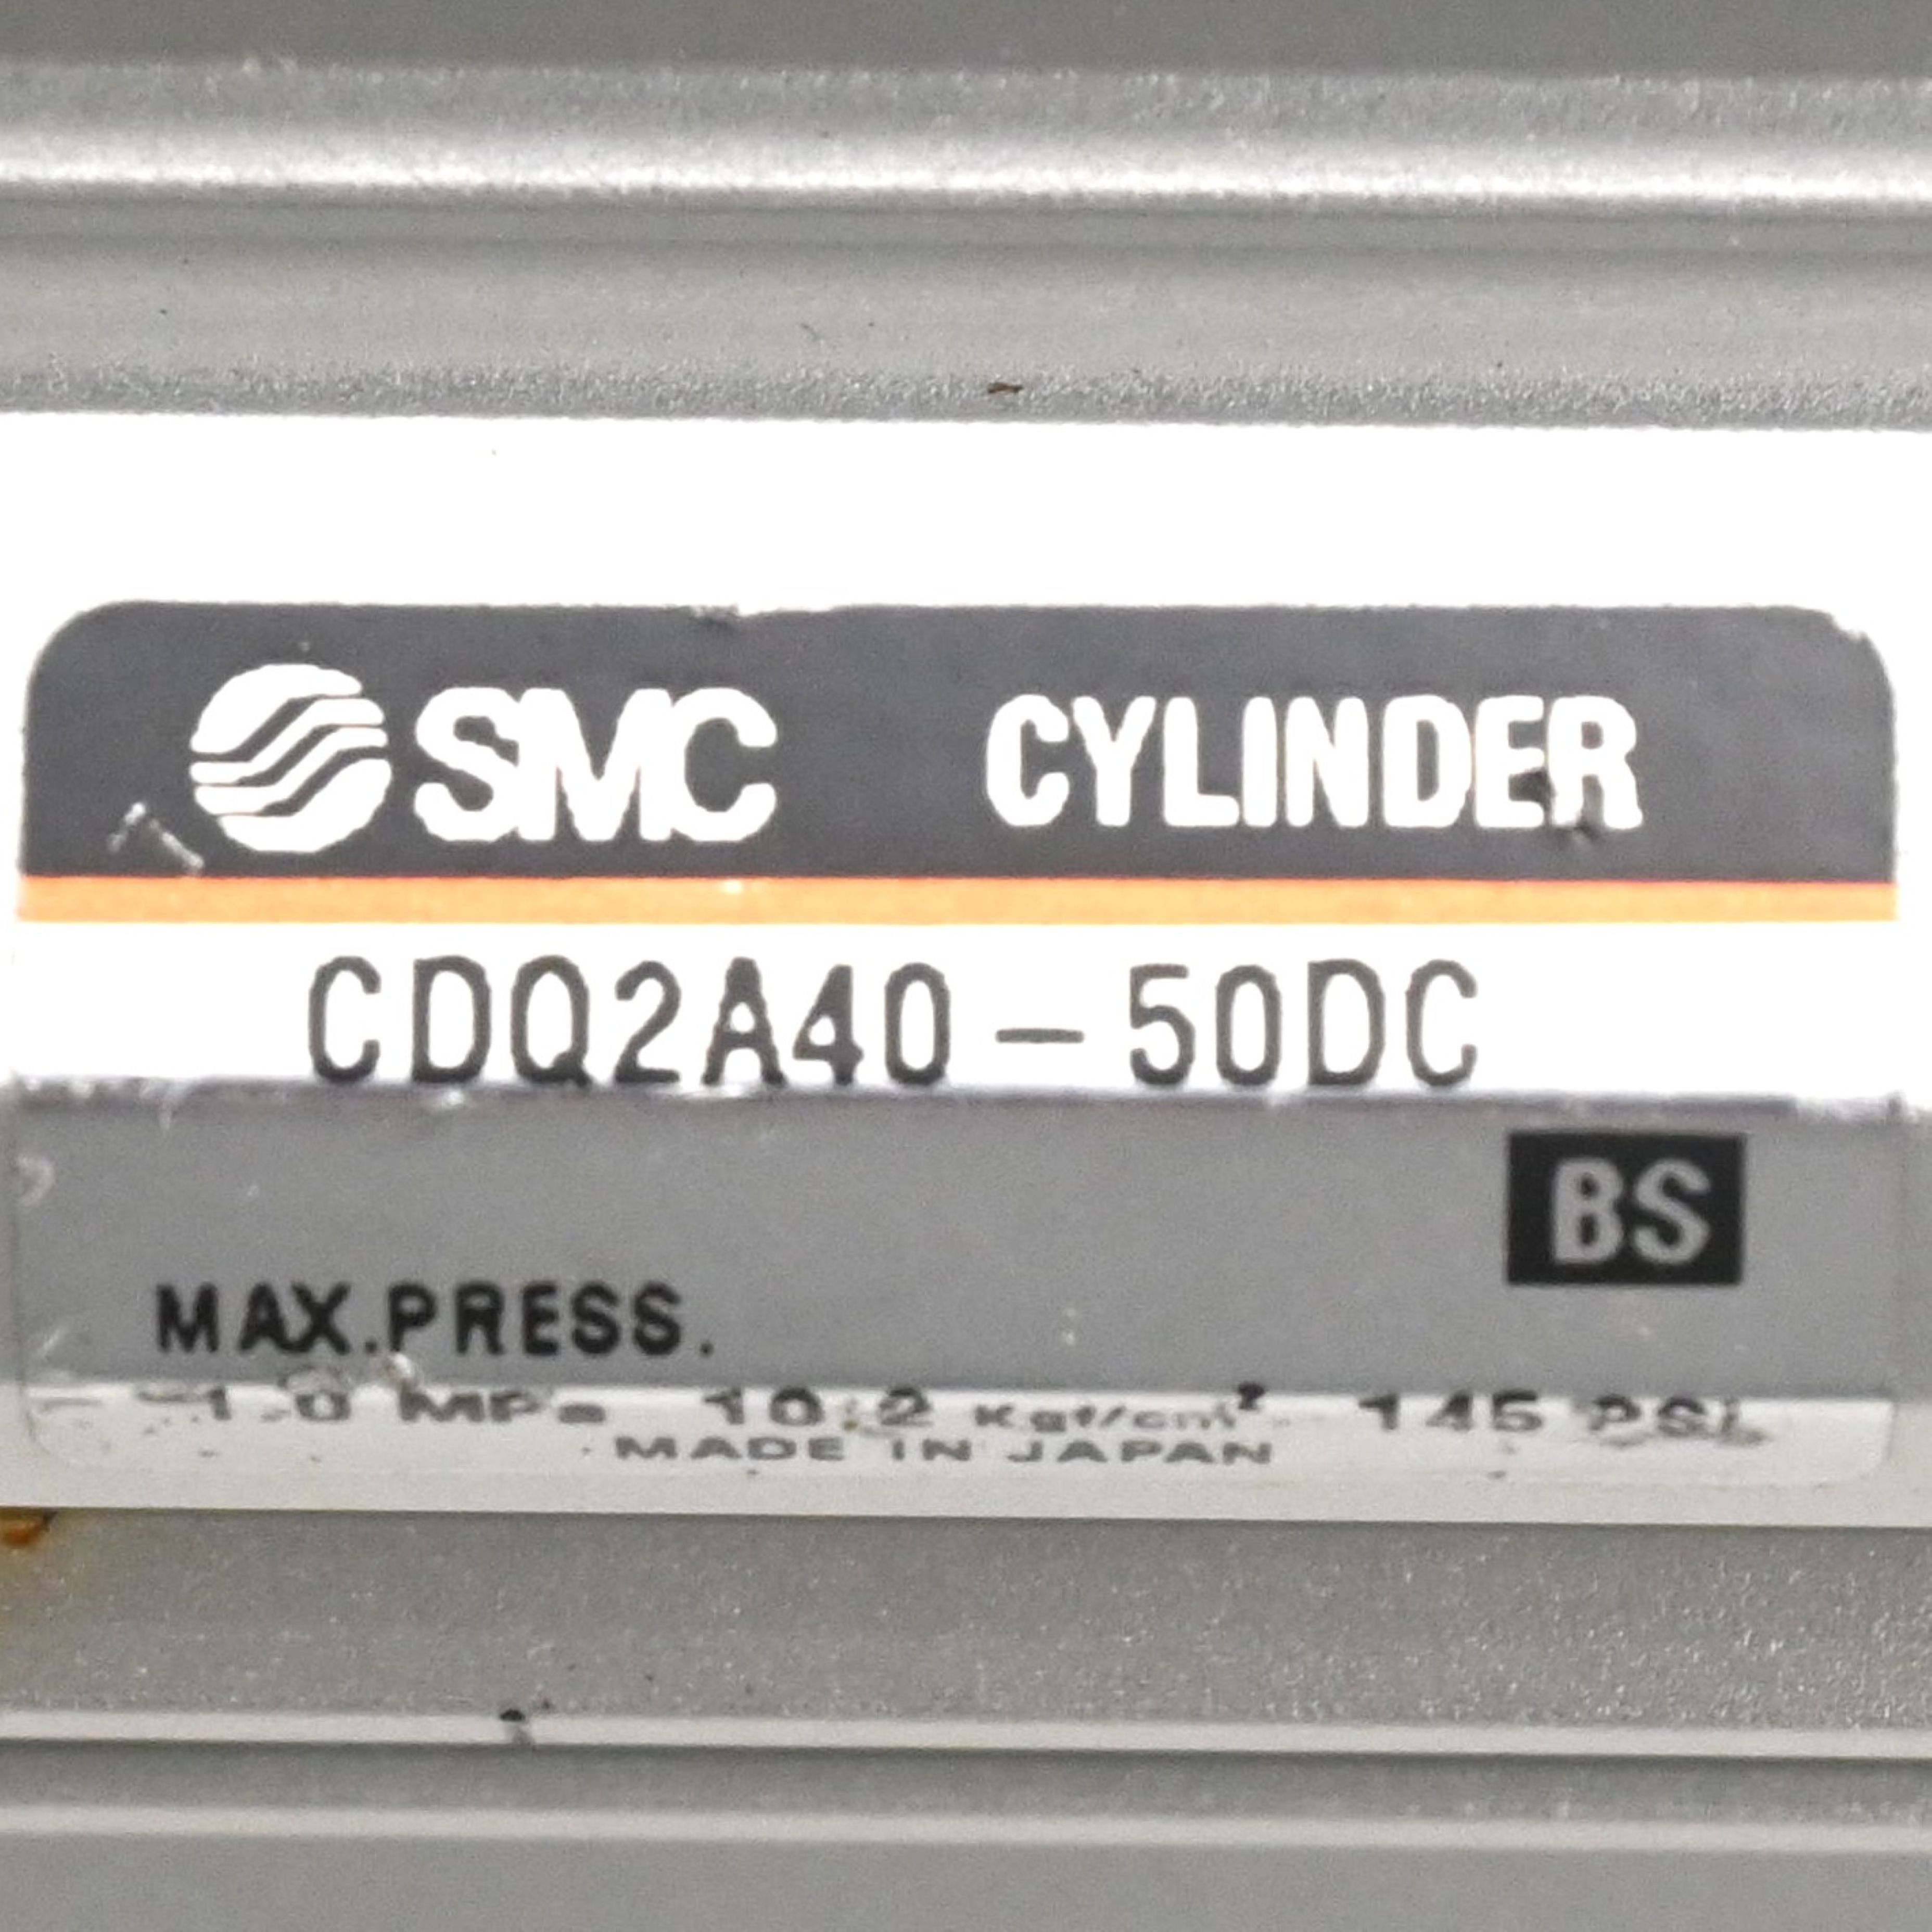 SMC CYLINDER
CDQ2A40-50DC
BS
MAX.PRESS.
1.0 MPa 10.2 Kgf/cm² 145 PSI
MADE IN JAPAN